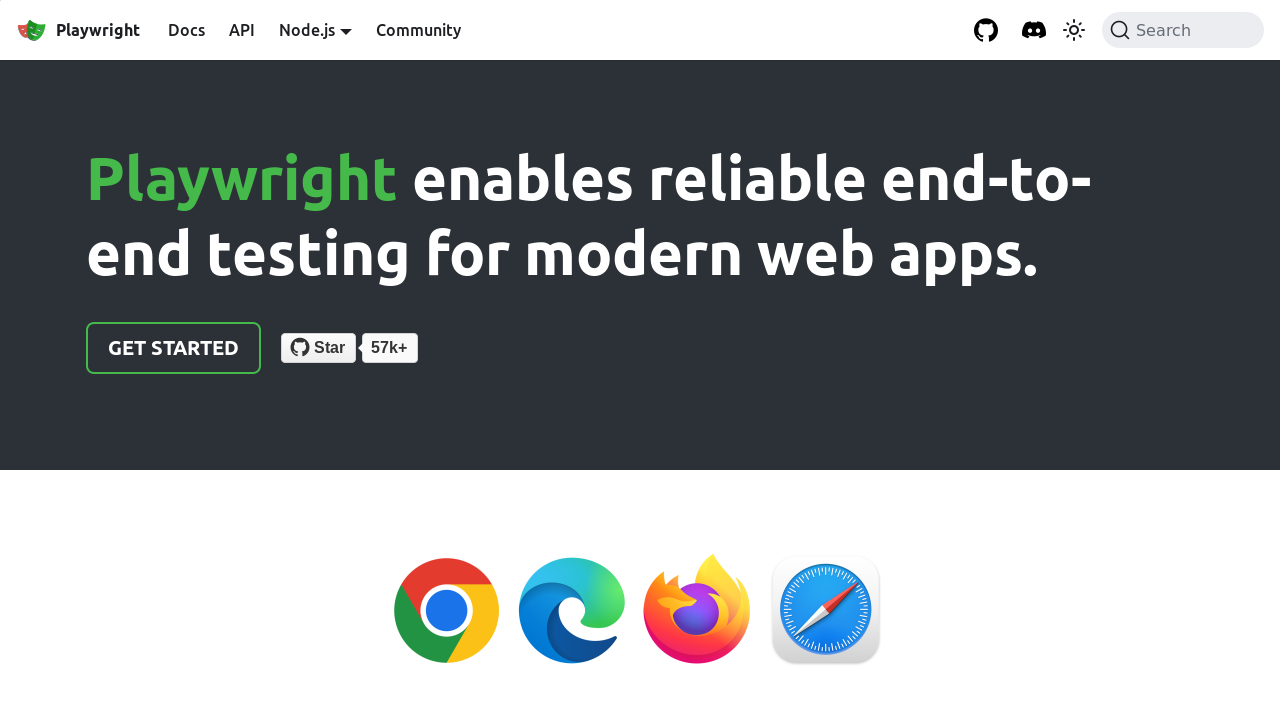 Playwright
Docs
API
Node.js
Community
Search
Playwright enables reliable end-to-
end testing for modern web apps.
GET STARTED
Star
57k+